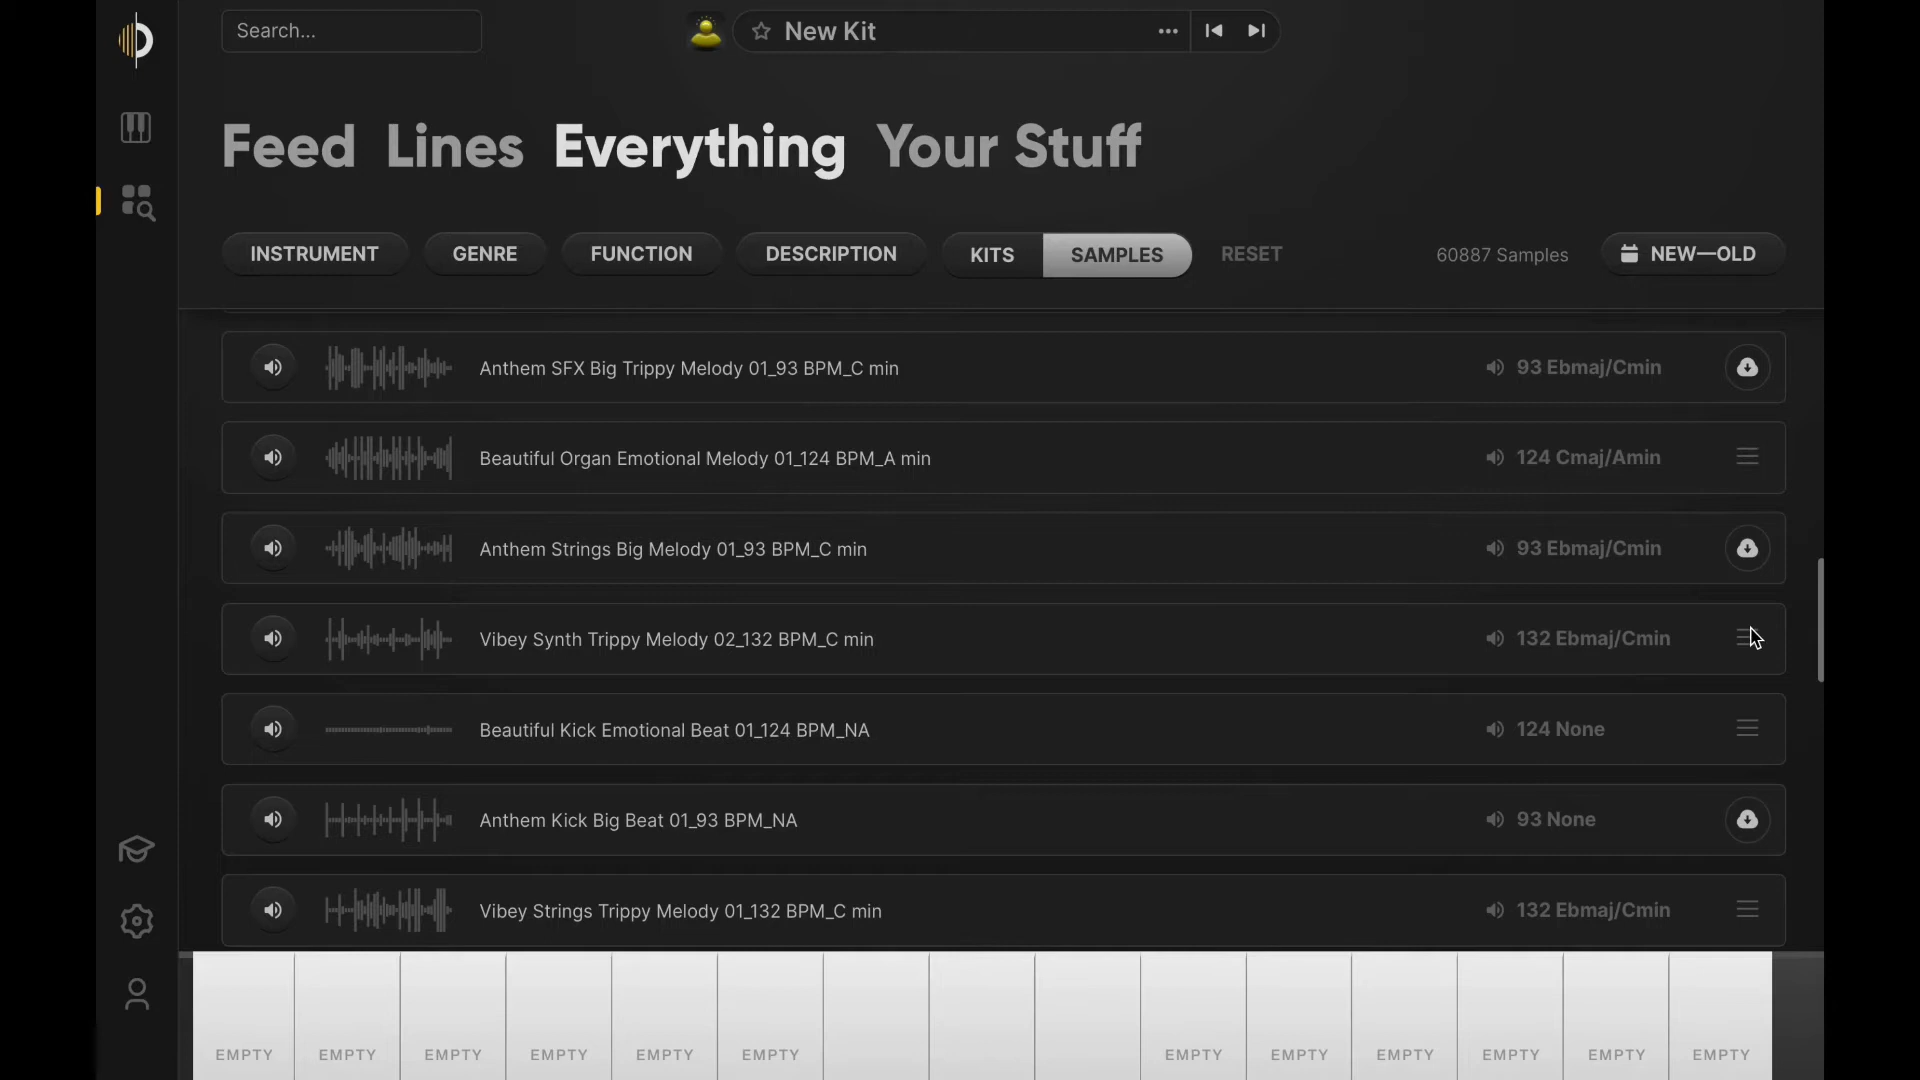 Search...
New Kit
Feed Lines Everything Your Stuff
INSTRUMENT GENRE FUNCTION DESCRIPTION KITS SAMPLES RESET 60887 Samples NEW—OLD
Anthem SFX Big Trippy Melody 01_93 BPM_C min 93 Ebmaj/Cmin
Beautiful Organ Emotional Melody 01_124 BPM_A min 124 Cmaj/Amin
Anthem Strings Big Melody 01_93 BPM_C min 93 Ebmaj/Cmin
Vibey Synth Trippy Melody 02_132 BPM_C min 132 Ebmaj/Cmin
Beautiful Kick Emotional Beat 01_124 BPM_NA 124 None
Anthem Kick Big Beat 01_93 BPM_NA 93 None
Vibey Strings Trippy Melody 01_132 BPM_C min 132 Ebmaj/Cmin
EMPTY EMPTY EMPTY EMPTY EMPTY EMPTY EMPTY EMPTY EMPTY EMPTY EMPTY EMPTY